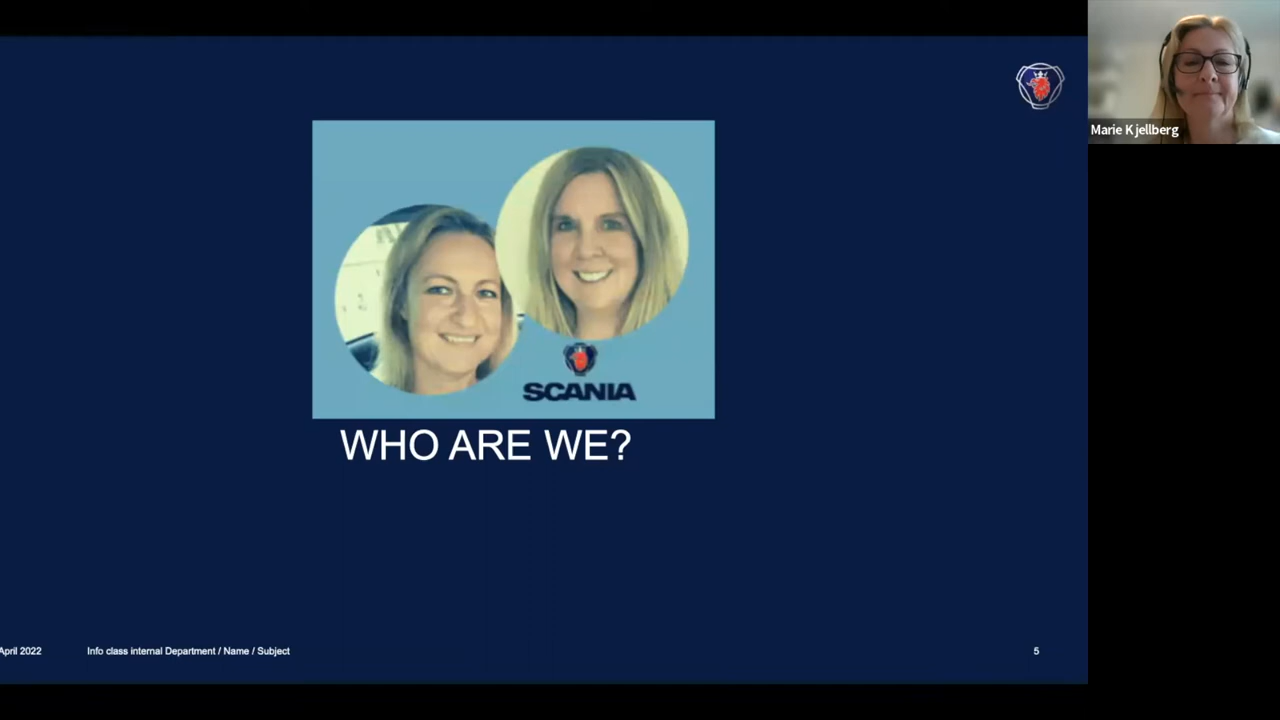 Marie Kjellberg
SCANIA
WHO ARE WE?
April 2022
Info class internal Department / Name / Subject
5